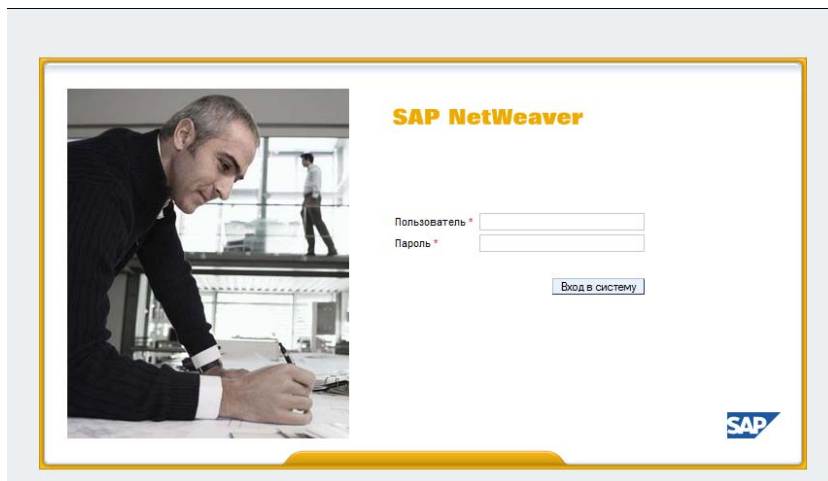 SAP NetWeaver
Пользователь *
Пароль *
Вход в систему
SAP